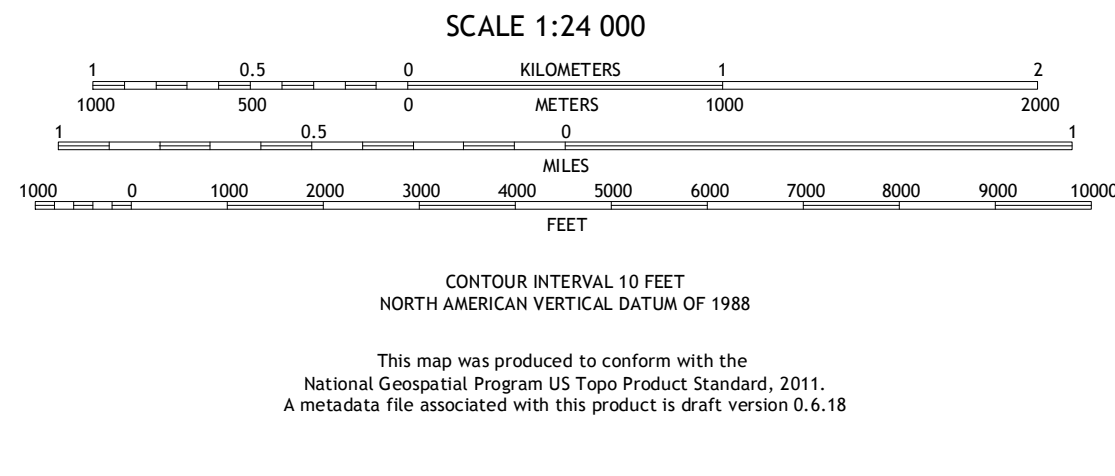 SCALE 1:24 000
1 0.5 0 KILOMETERS 1 2
1000 500 0 METERS 1000 2000
1 0.5 0 1
MILES
1000 0 1000 2000 3000 4000 5000 6000 7000 8000 9000 10000
FEET
CONTOUR INTERVAL 10 FEET
NORTH AMERICAN VERTICAL DATUM OF 1988
This map was produced to conform with the
National Geospatial Program US Topo Product Standard, 2011.
A metadata file associated with this product is draft version 0.6.18